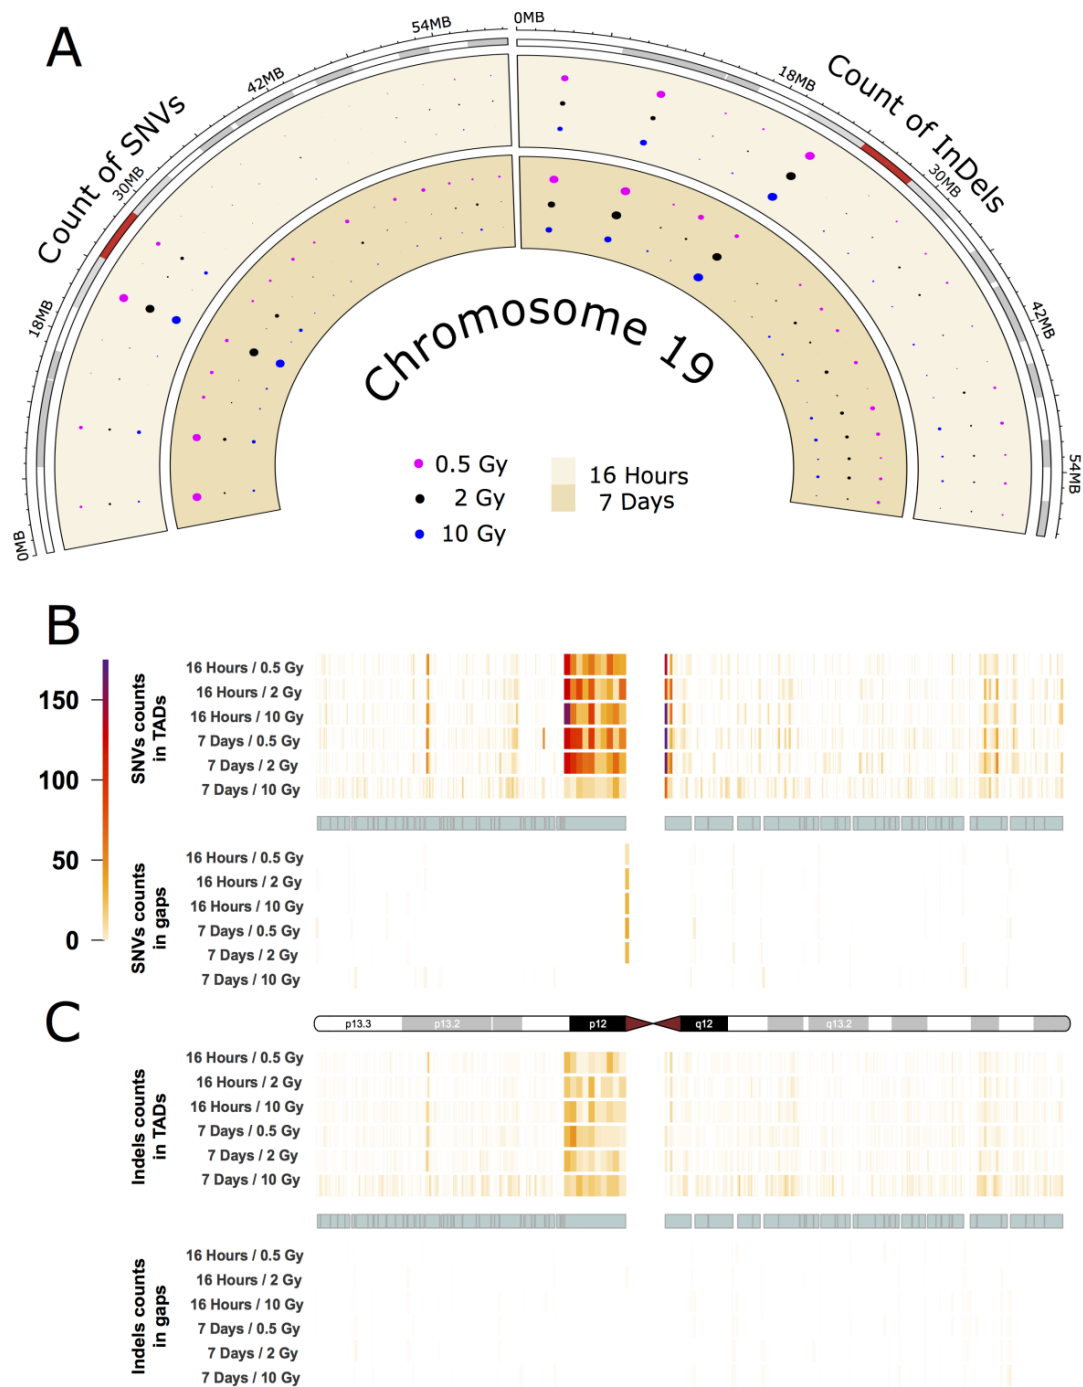 A
Count of SNVs
Count of InDels
0MB
18MB
30MB
42MB
54MB
0MB
18MB
30MB
42MB
54MB
Chromosome 19
0.5 Gy
2 Gy
10 Gy
16 Hours
7 Days
B
150
100
50
0
SNVs counts
in TADs
16 Hours / 0.5 Gy
16 Hours / 2 Gy
16 Hours / 10 Gy
7 Days / 0.5 Gy
7 Days / 2 Gy
7 Days / 10 Gy
SNVs counts
in gaps
16 Hours / 0.5 Gy
16 Hours / 2 Gy
16 Hours / 10 Gy
7 Days / 0.5 Gy
7 Days / 2 Gy
7 Days / 10 Gy
C
p13.3 p13.2 p12 q12 q13.2
Indels counts
in TADs
16 Hours / 0.5 Gy
16 Hours / 2 Gy
16 Hours / 10 Gy
7 Days / 0.5 Gy
7 Days / 2 Gy
7 Days / 10 Gy
Indels counts
in gaps
16 Hours / 0.5 Gy
16 Hours / 2 Gy
16 Hours / 10 Gy
7 Days / 0.5 Gy
7 Days / 2 Gy
7 Days / 10 Gy